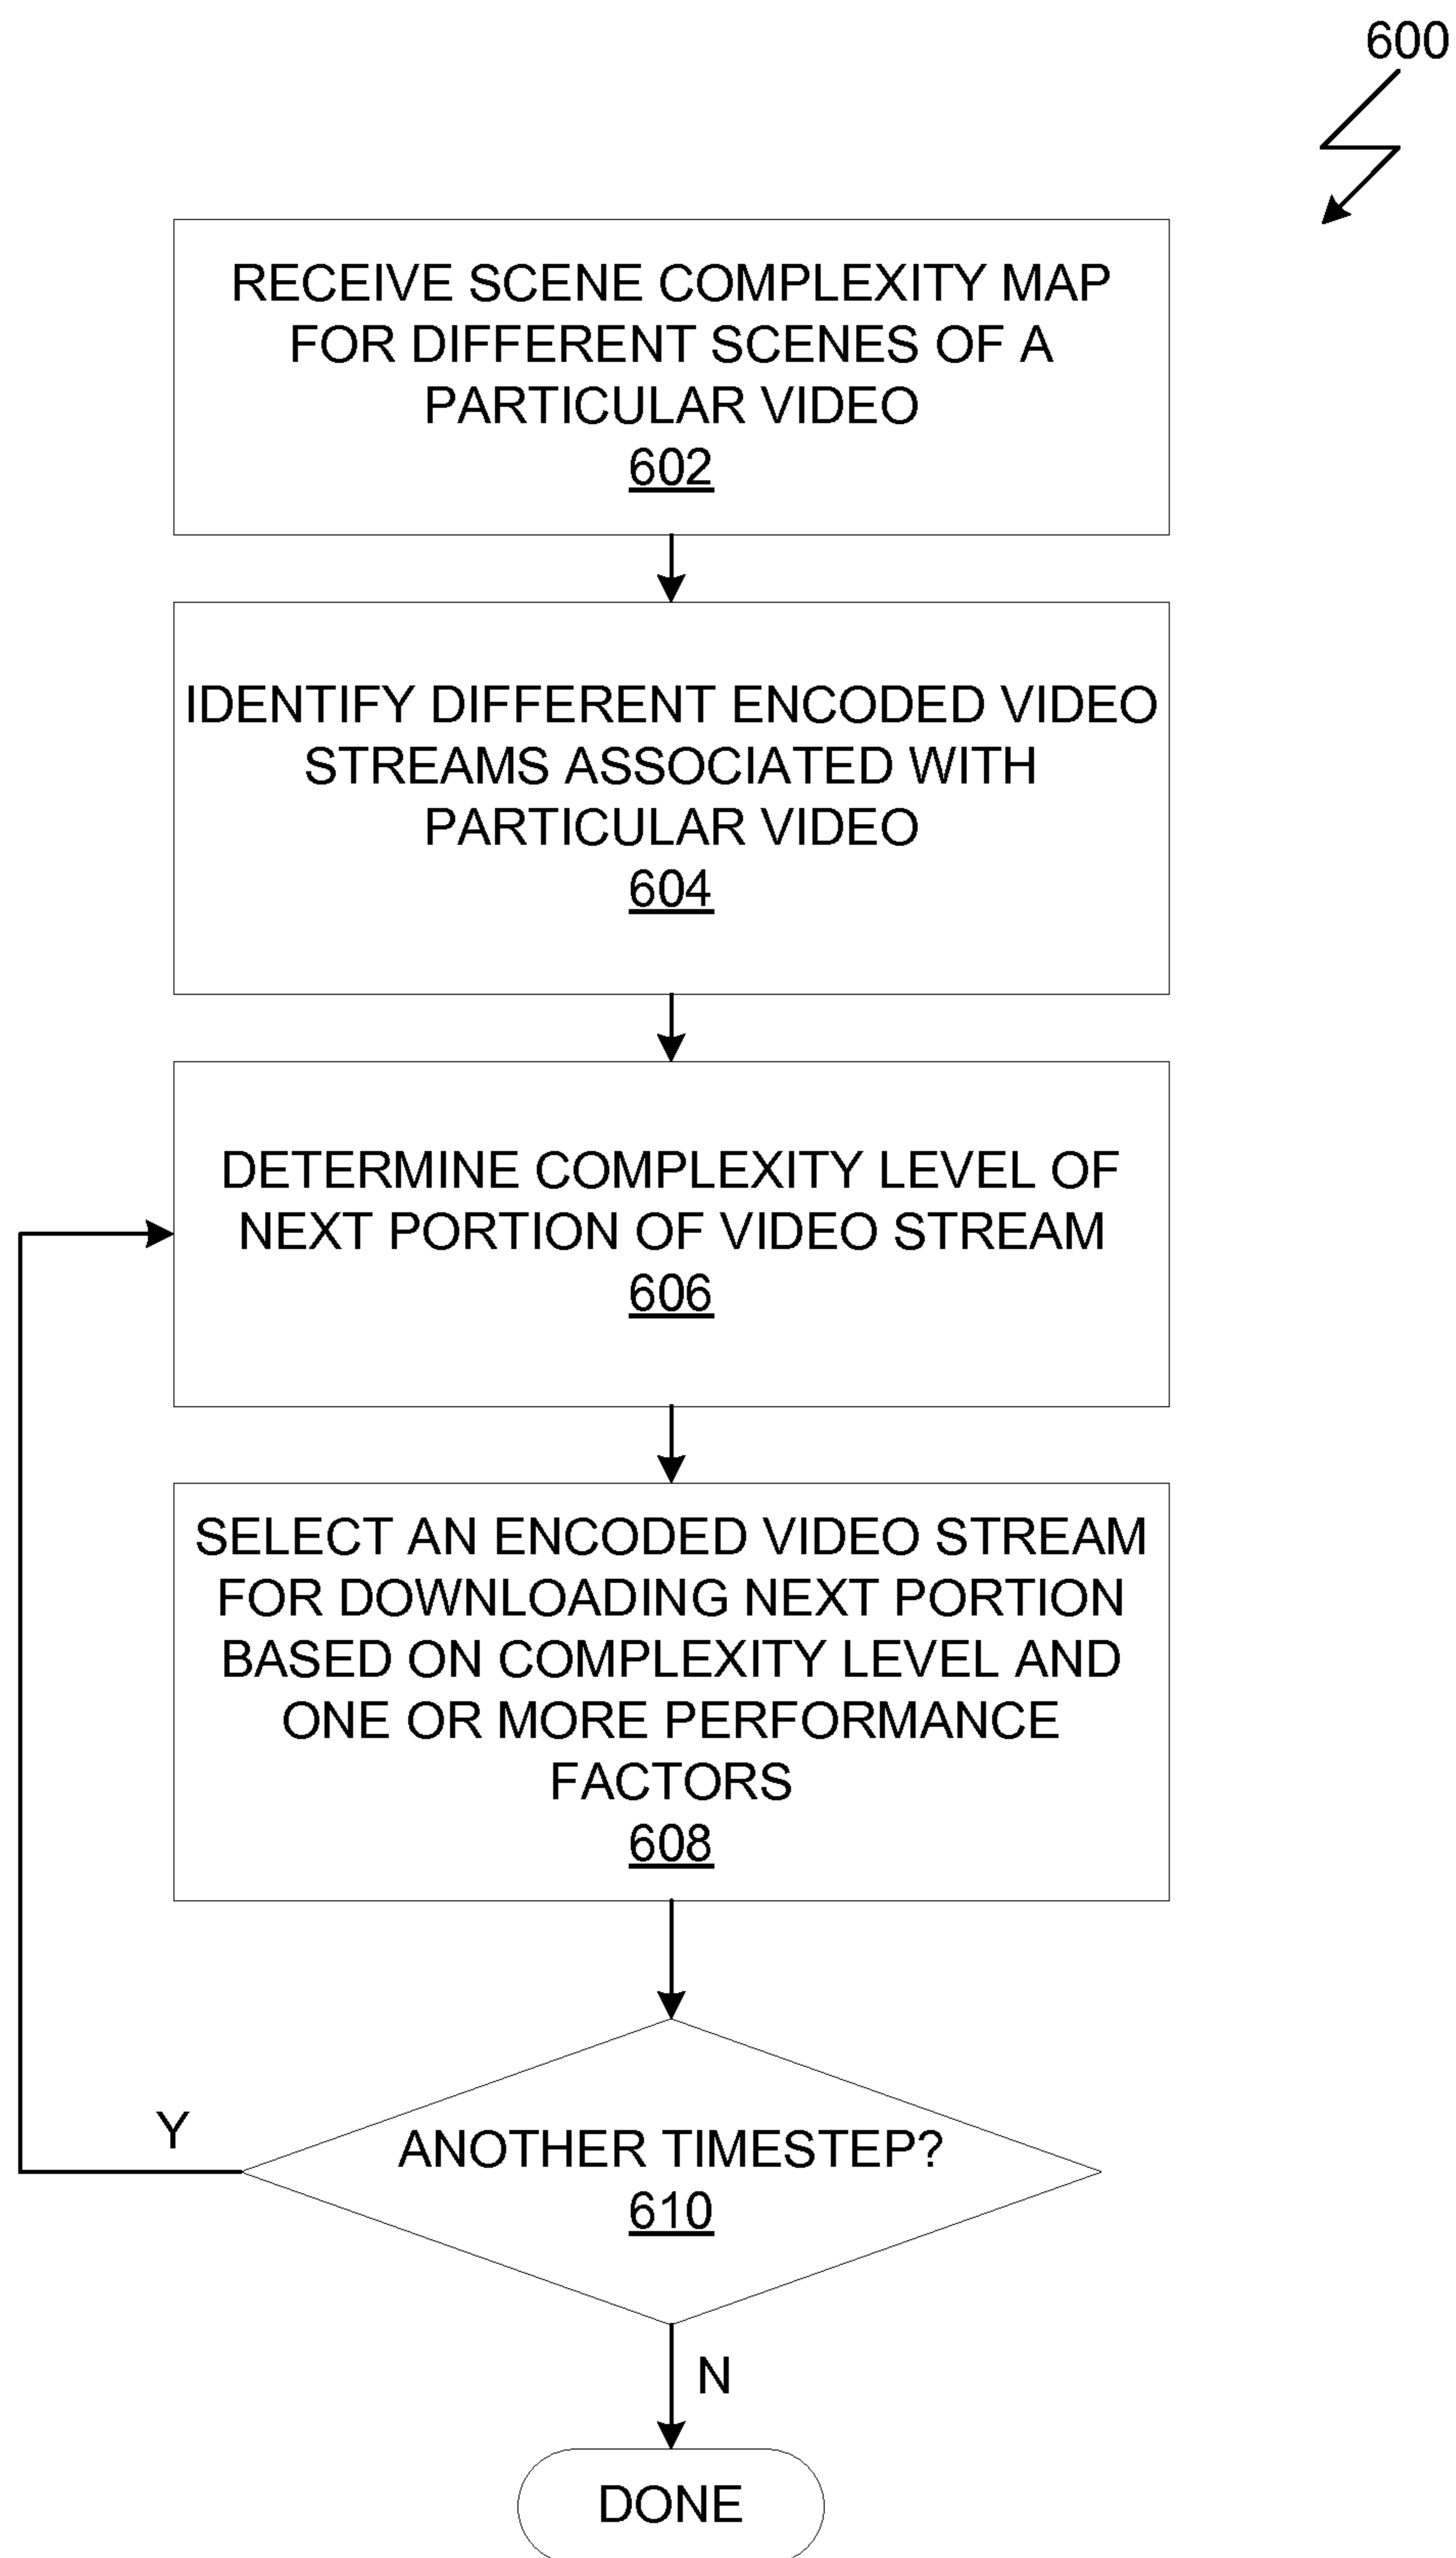 600
RECEIVE SCENE COMPLEXITY MAP
FOR DIFFERENT SCENES OF A
PARTICULAR VIDEO
602
IDENTIFY DIFFERENT ENCODED VIDEO
STREAMS ASSOCIATED WITH
PARTICULAR VIDEO
604
DETERMINE COMPLEXITY LEVEL OF
NEXT PORTION OF VIDEO STREAM
606
SELECT AN ENCODED VIDEO STREAM
FOR DOWNLOADING NEXT PORTION
BASED ON COMPLEXITY LEVEL AND
ONE OR MORE PERFORMANCE
FACTORS
608
Y
ANOTHER TIMESTEP?
610
N
DONE